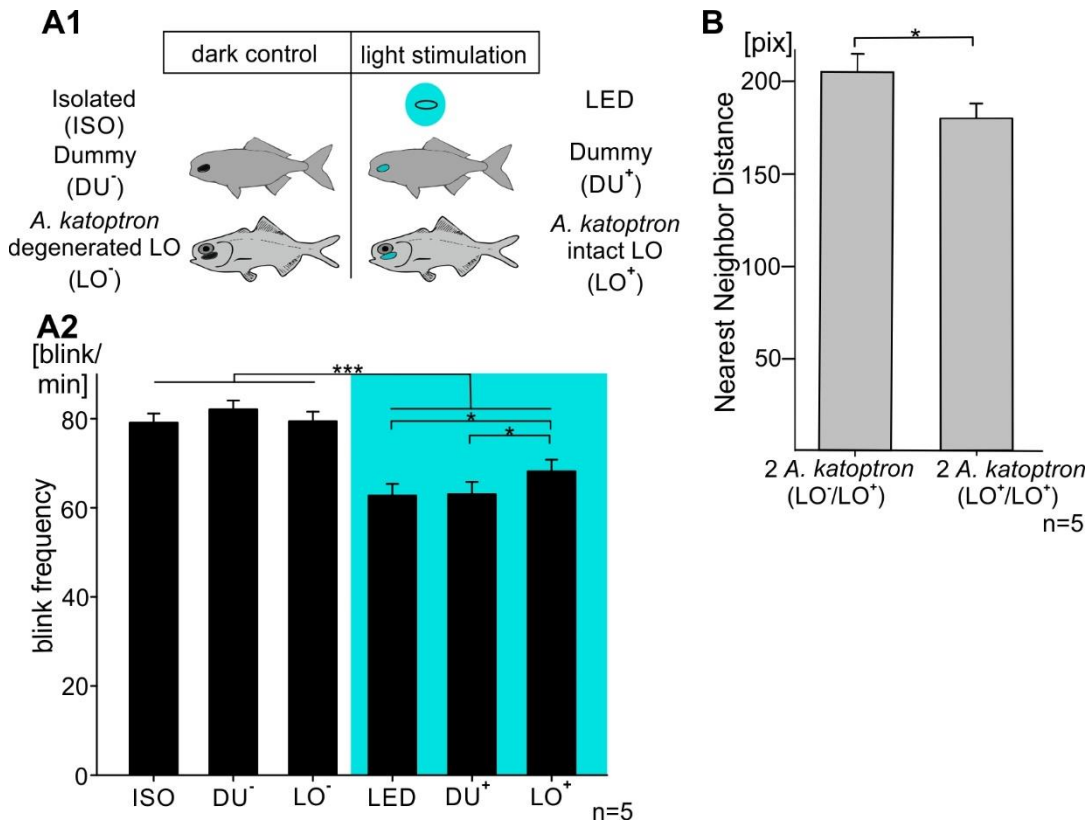 A1
dark control light stimulation
Isolated
(ISO)
LED
Dummy
(DU⁻)
Dummy
(DU⁺)
A. katoptron
degenerated LO
(LO⁻)
A. katoptron
intact LO
(LO⁺)
A2
[blink/
min]
***
*
*
80
60
40
20
0
blink frequency
ISO DU⁻ LO⁻ LED DU⁺ LO⁺
n=5
B
[pix]
*
200
150
200
50
Nearest Neighbor Distance
2 A. katoptron
(LO⁻/LO⁺)
2 A. katoptron
(LO⁺/LO⁺)
n=5